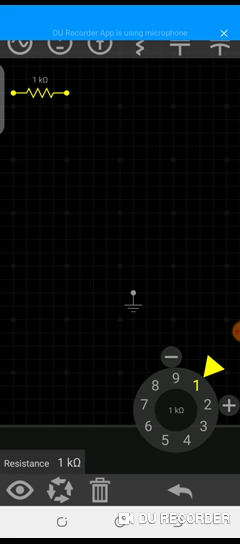 DU Recorder App is using microphone
1 kΩ
9
8
1
7
1 kΩ
2
6
3
5
4
Resistance 1 kΩ
DU RECORDER